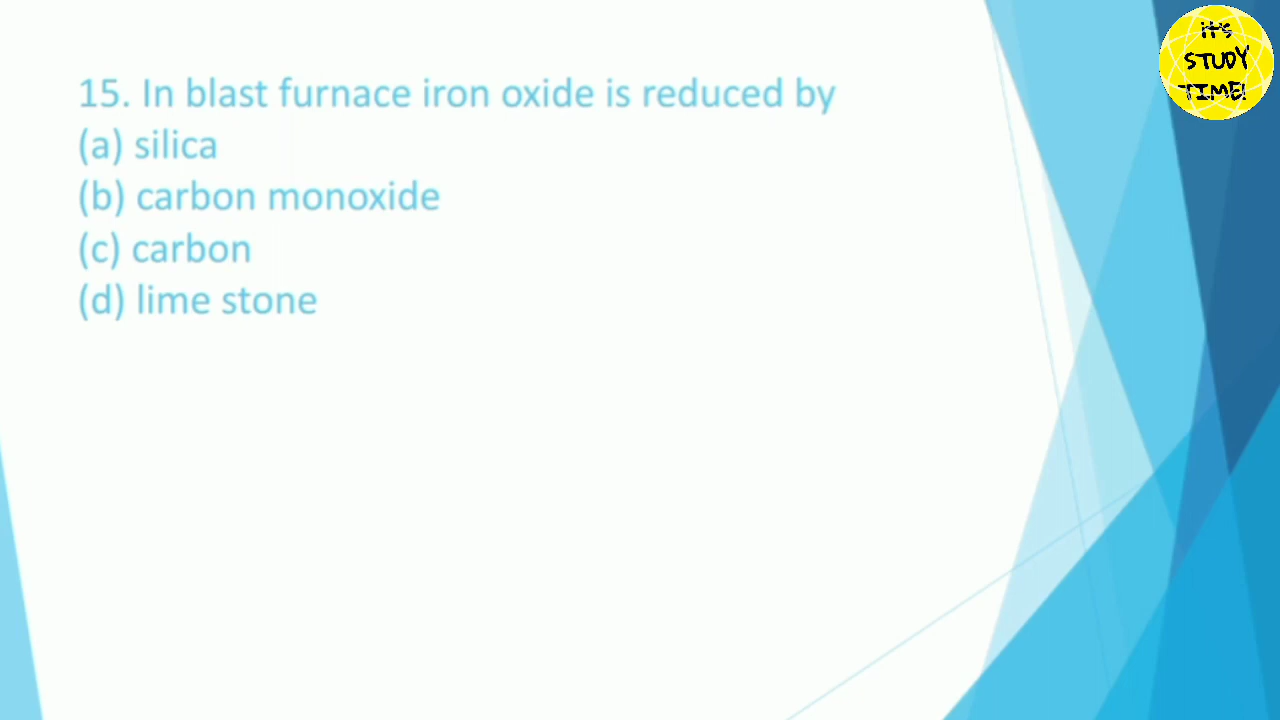 15. In blast furnace iron oxide is reduced by
(a) silica
(b) carbon monoxide
(c) carbon
(d) lime stone
iT's
STUDY
TIME!